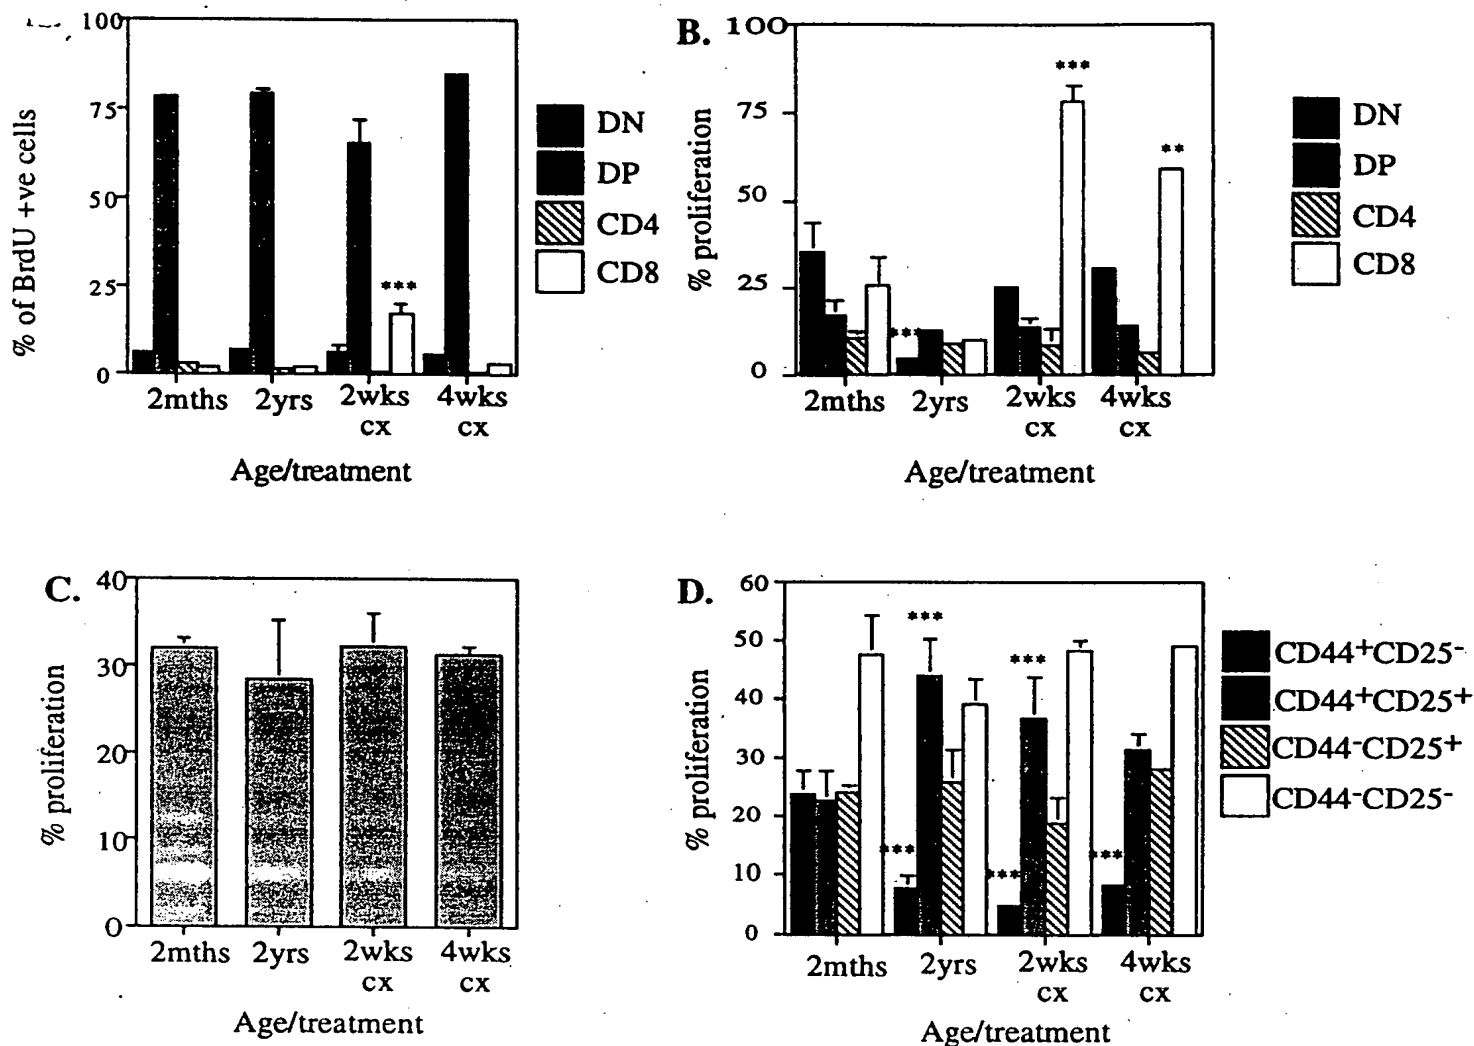 100
75
50
25
0
% of BrdU +ve cells
2mths 2yrs 2wks cx 4wks cx
Age/treatment
***
DN
DP
CD4
CD8
B.
100
75
50
25
0
% proliferation
2mths 2yrs 2wks cx 4wks cx
Age/treatment
***
***
**
DN
DP
CD4
CD8
C.
40
30
20
10
0
% proliferation
2mths 2yrs 2wks cx 4wks cx
Age/treatment
D.
60
50
40
30
20
10
0
% proliferation
2mths 2yrs 2wks cx 4wks cx
Age/treatment
***
***
***
***
***
CD44+CD25-
CD44+CD25+
CD44-CD25+
CD44-CD25-